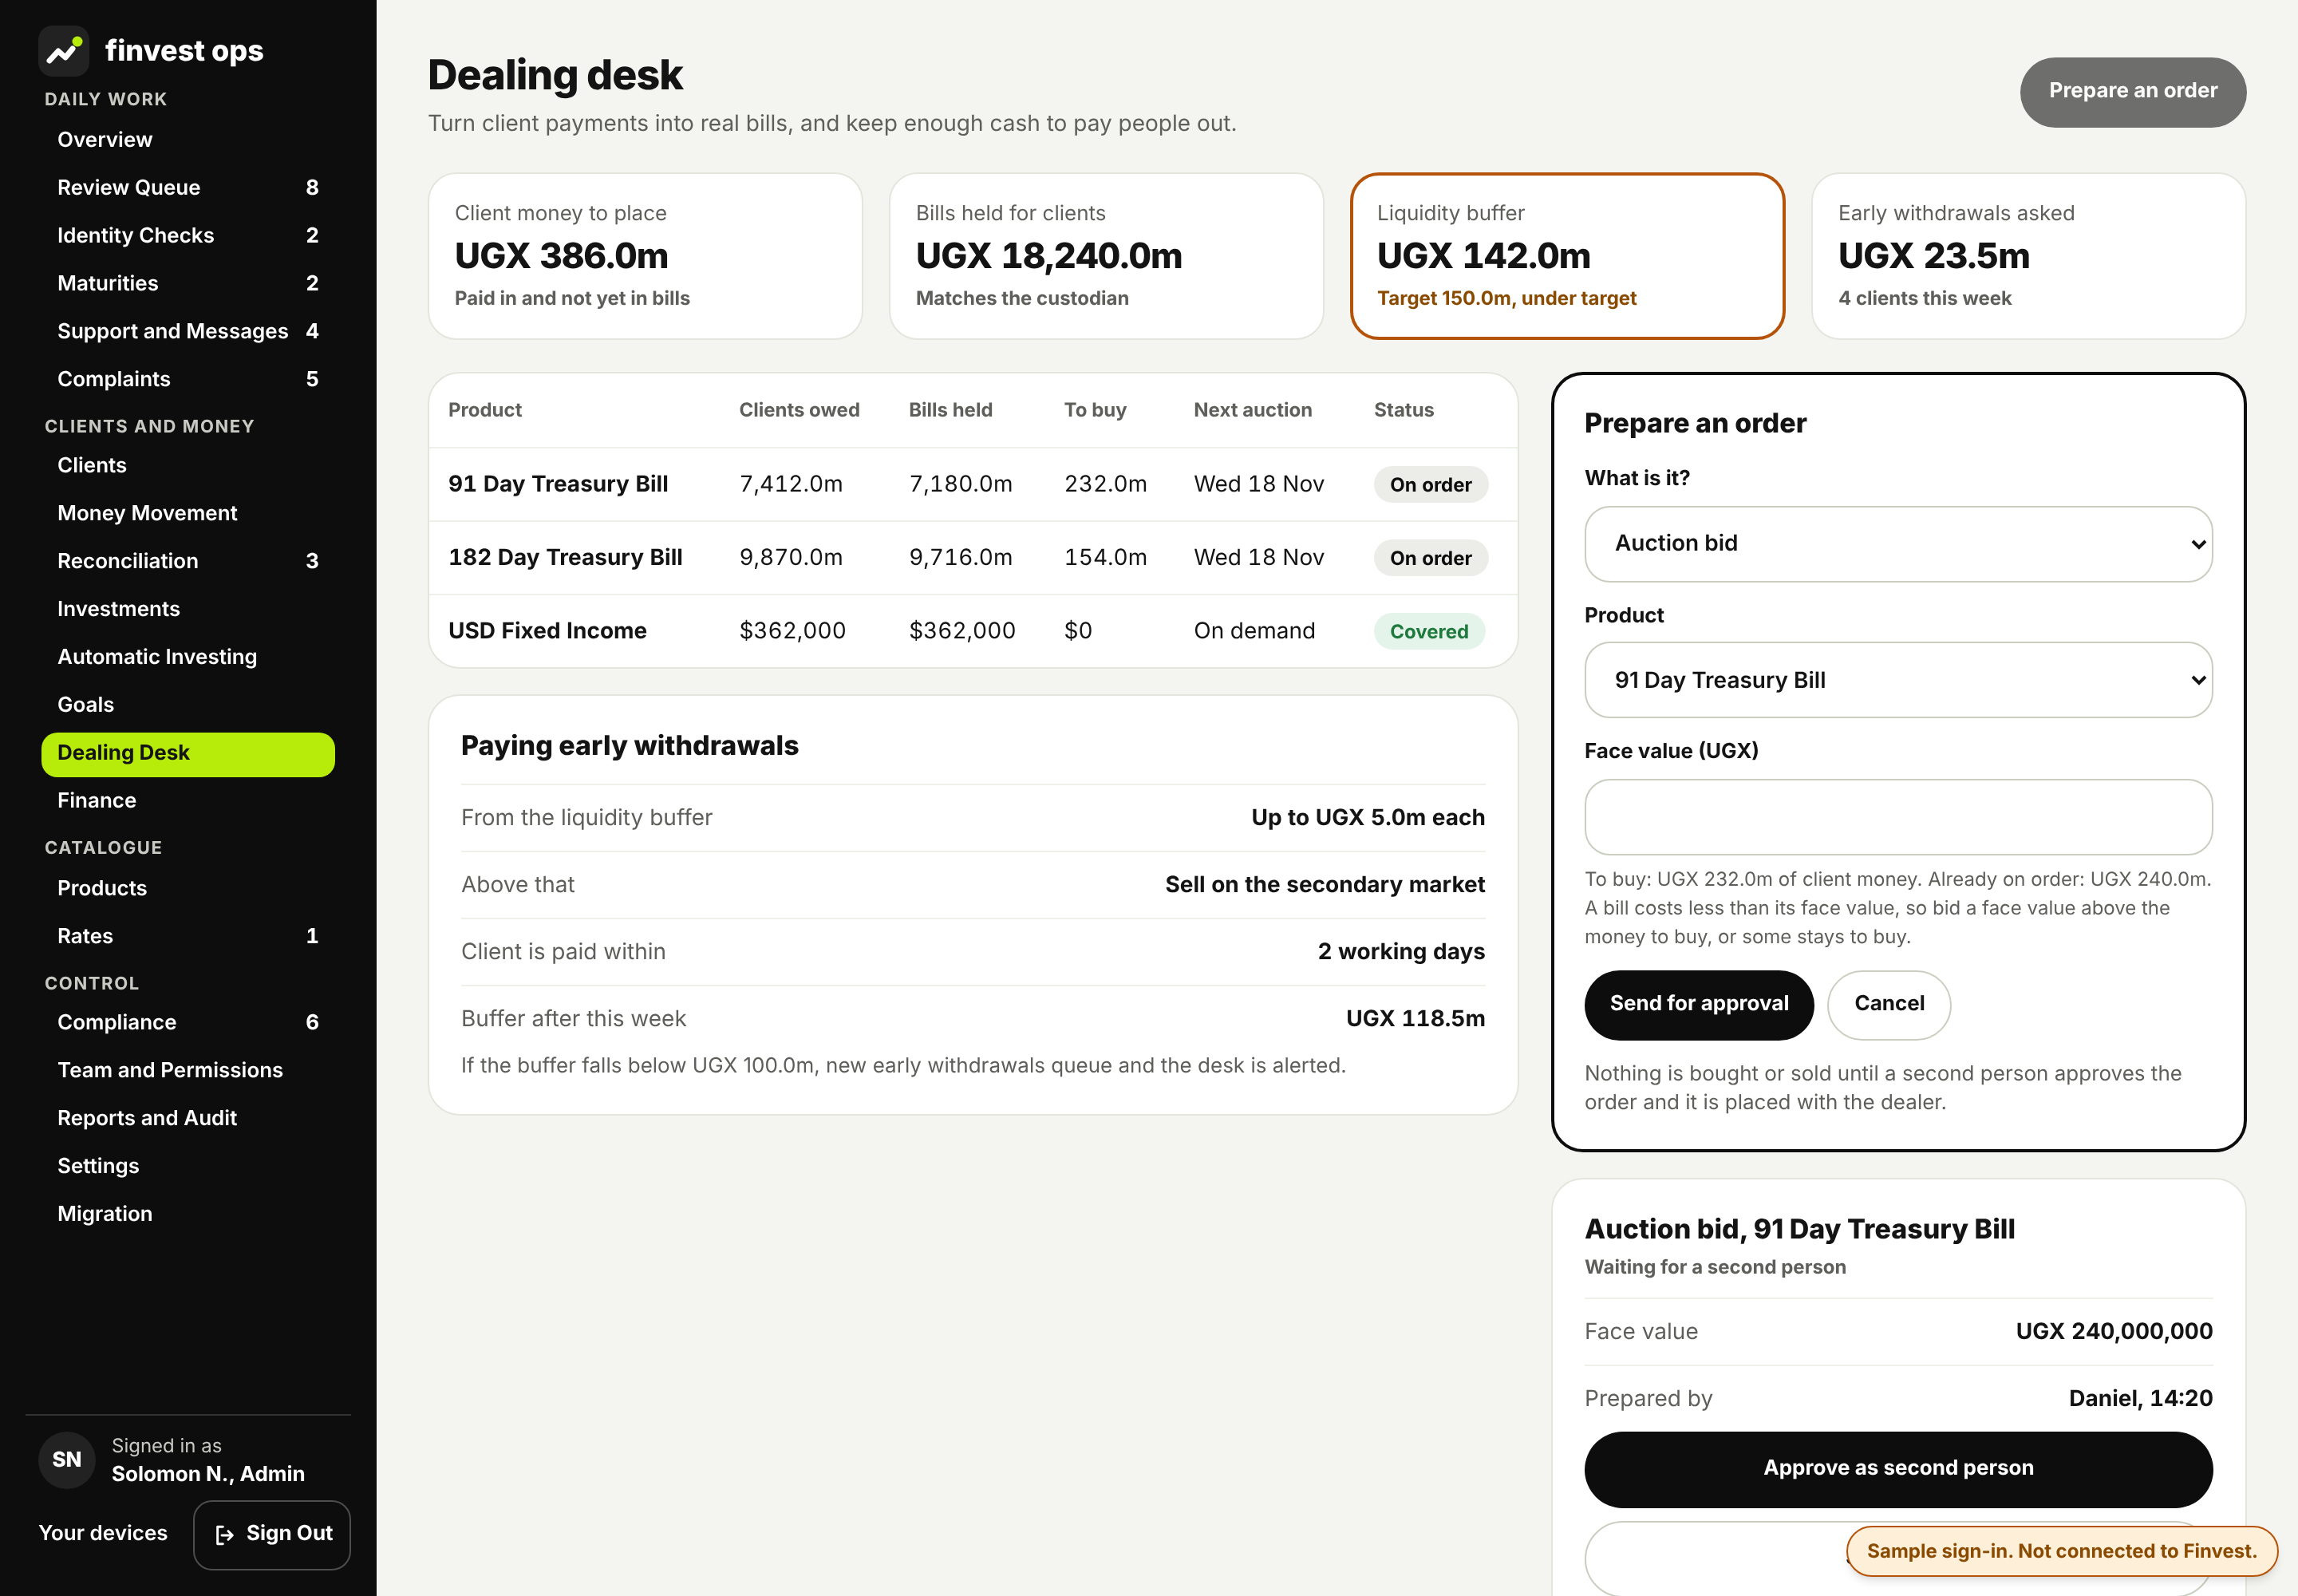 finvest ops
DAILY WORK
Overview
Review Queue 8
Identity Checks 2
Maturities 2
Support and Messages 4
Complaints 5
CLIENTS AND MONEY
Clients
Money Movement
Reconciliation 3
Investments
Automatic Investing
Goals
Dealing Desk
Finance
CATALOGUE
Products
Rates 1
CONTROL
Compliance 6
Team and Permissions
Reports and Audit
Settings
Migration
SN
Signed in as
Solomon N., Admin
Your devices
Sign Out
Dealing desk
Turn client payments into real bills, and keep enough cash to pay people out.
Prepare an order
Client money to place
UGX 386.0m
Paid in and not yet in bills
Bills held for clients
UGX 18,240.0m
Matches the custodian
Liquidity buffer
UGX 142.0m
Target 150.0m, under target
Early withdrawals asked
UGX 23.5m
4 clients this week
Product Clients owed Bills held To buy Next auction Status
91 Day Treasury Bill 7,412.0m 7,180.0m 232.0m Wed 18 Nov On order
182 Day Treasury Bill 9,870.0m 9,716.0m 154.0m Wed 18 Nov On order
USD Fixed Income $362,000 $362,000 $0 On demand Covered
Paying early withdrawals
From the liquidity buffer Up to UGX 5.0m each
Above that Sell on the secondary market
Client is paid within 2 working days
Buffer after this week UGX 118.5m
If the buffer falls below UGX 100.0m, new early withdrawals queue and the desk is alerted.
Prepare an order
What is it?
Auction bid
Product
91 Day Treasury Bill
Face value (UGX)
To buy: UGX 232.0m of client money. Already on order: UGX 240.0m.
A bill costs less than its face value, so bid a face value above the
money to buy, or some stays to buy.
Send for approval
Cancel
Nothing is bought or sold until a second person approves the
order and it is placed with the dealer.
Auction bid, 91 Day Treasury Bill
Waiting for a second person
Face value UGX 240,000,000
Prepared by Daniel, 14:20
Approve as second person
Sample sign-in. Not connected to Finvest.